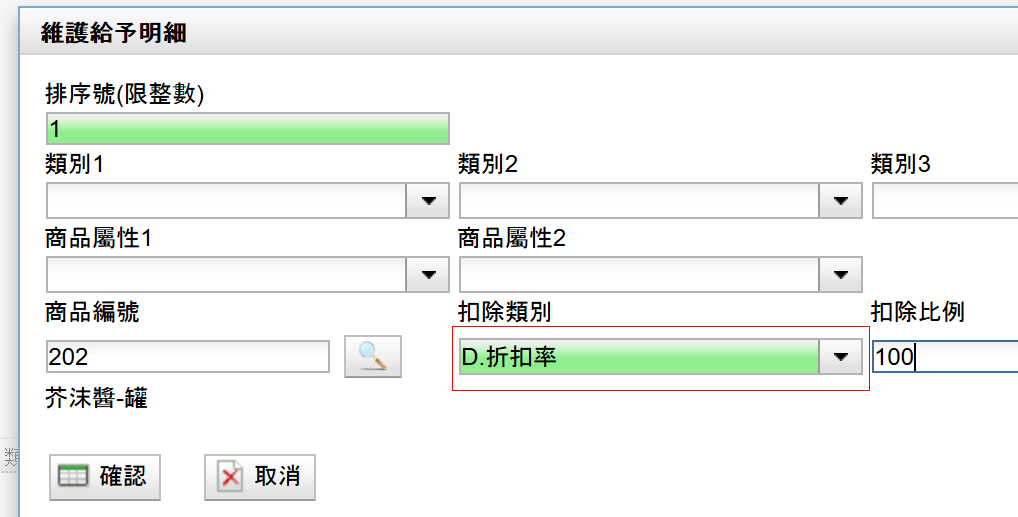 維護給予明細
排序號(限整數)
1
類別1 類別2 類別3
商品屬性1 商品屬性2
商品編號 扣除類別 扣除比例
202 D.折扣率 100
芥沫醬-罐
類
確認 取消